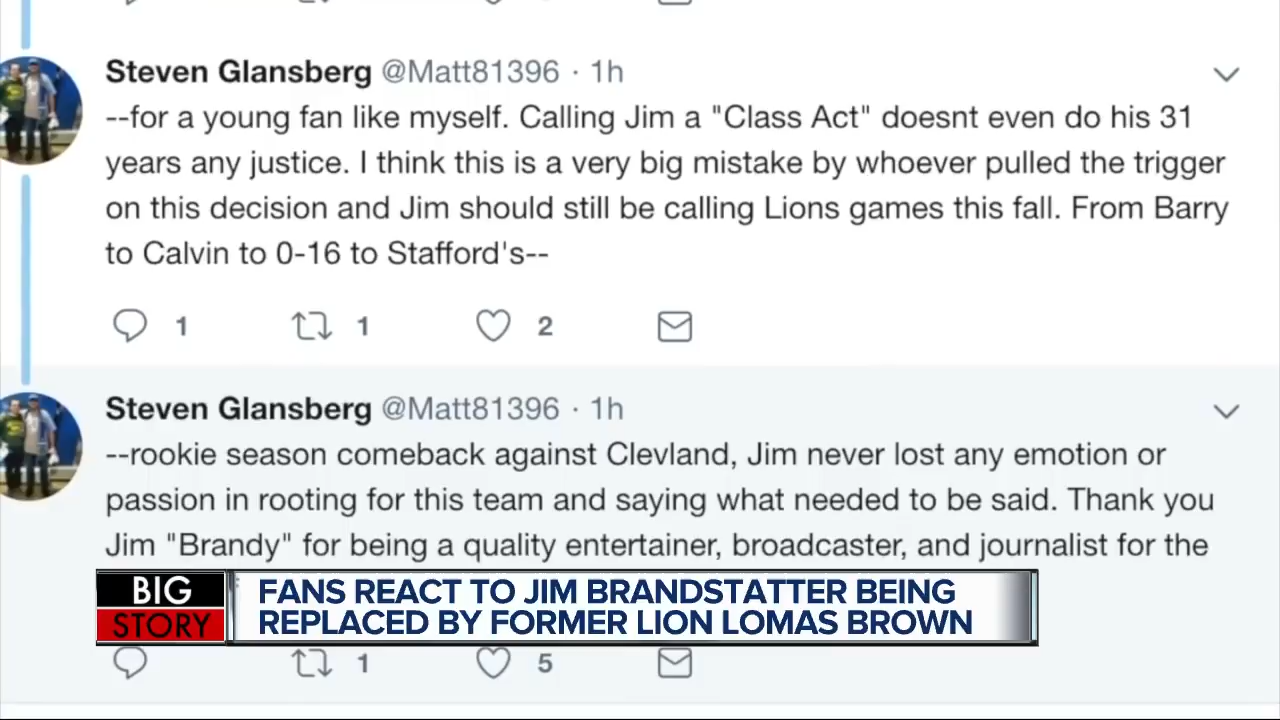 Steven Glansberg @Matt81396 · 1h
--for a young fan like myself. Calling Jim a "Class Act" doesnt even do his 31
years any justice. I think this is a very big mistake by whoever pulled the trigger
on this decision and Jim should still be calling Lions games this fall. From Barry
to Calvin to 0-16 to Stafford's--
1 1 2
Steven Glansberg @Matt81396 · 1h
--rookie season comeback against Clevland, Jim never lost any emotion or
passion in rooting for this team and saying what needed to be said. Thank you
Jim "Brandy" for being a quality entertainer, broadcaster, and journalist for the
BIG
STORY
FANS REACT TO JIM BRANDSTATTER BEING
REPLACED BY FORMER LION LOMAS BROWN
1 5